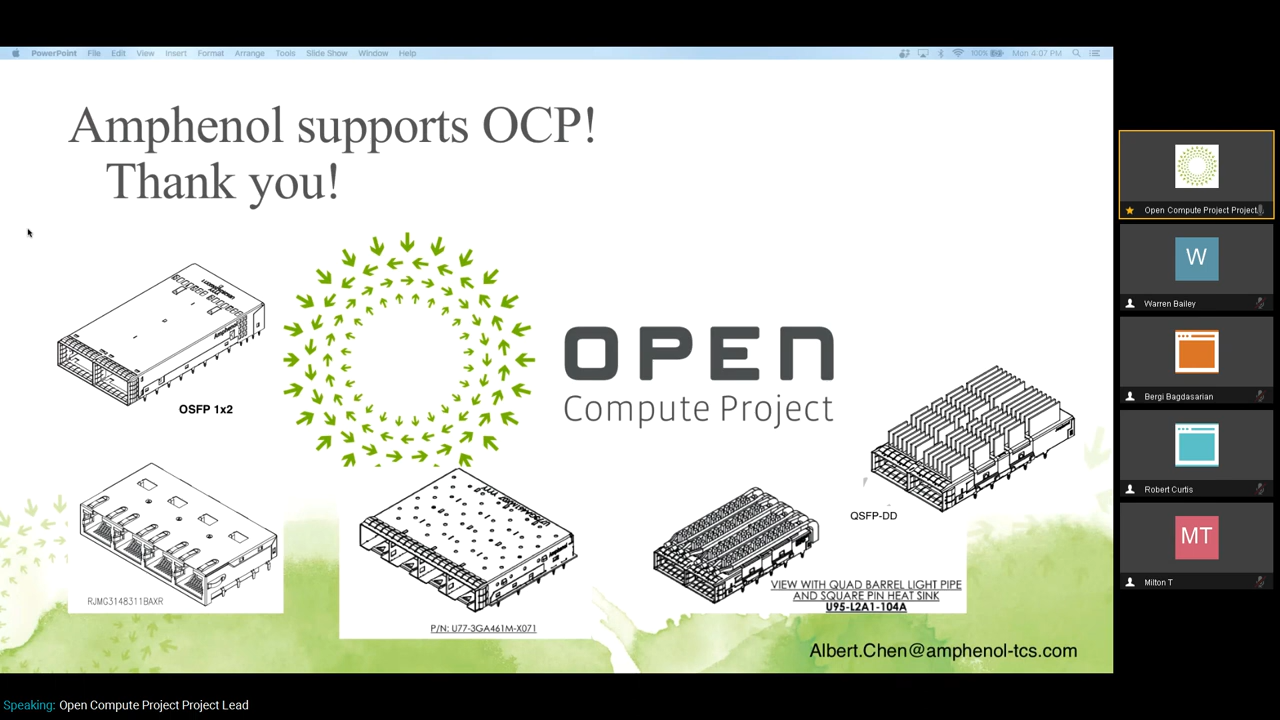 PowerPoint File Edit View Insert Format Arrange Tools Slide Show Window Help
100% Mon 4:07 PM
Amphenol supports OCP!
Thank you!
OSFP 1x2
OPEN
Compute Project
Amphenol
QSFP-DD
RJMG3148311BAXR
P/N: U77-3GA461M-X071
VIEW WITH QUAD BARREL LIGHT PIPE
AND SQUARE PIN HEAT SINK
U95-L2A1-104A
Albert.Chen@amphenol-tcs.com
Open Compute Project Project
W
Warren Bailey
Bergi Bagdasarian
Robert Curtis
MT
Milton T
Speaking: Open Compute Project Project Lead